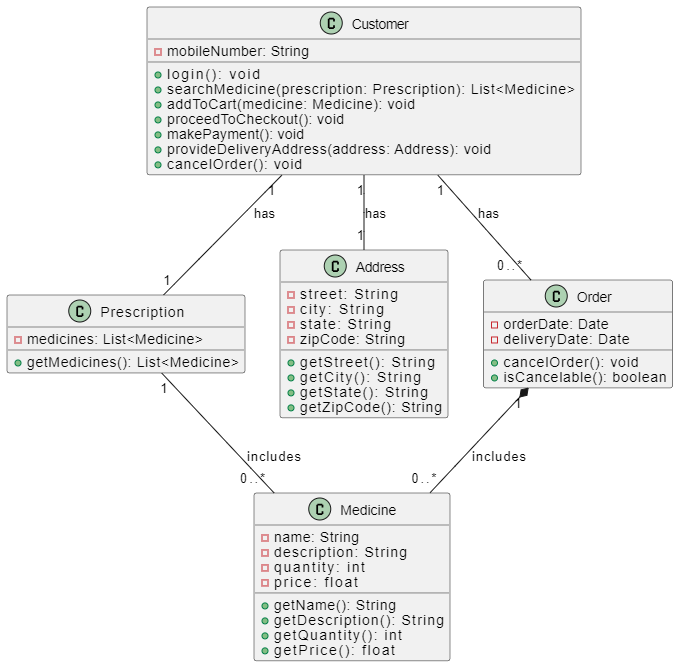 C Customer
mobileNumber: String
login(): void
searchMedicine(prescription: Prescription): List<Medicine>
addToCart(medicine: Medicine): void
proceedToCheckout(): void
makePayment(): void
provideDeliveryAddress(address: Address): void
cancelOrder(): void
1 1 1
has has has
1 1 0..*
C Prescription
medicines: List<Medicine>
getMedicines(): List<Medicine>
C Address
street: String
city: String
state: String
zipCode: String
getStreet(): String
getCity(): String
getState(): String
getZipCode(): String
C Order
orderDate: Date
deliveryDate: Date
cancelOrder(): void
isCancelable(): boolean
1 1
includes includes
0..* 0..*
C Medicine
name: String
description: String
quantity: int
price: float
getName(): String
getDescription(): String
getQuantity(): int
getPrice(): float